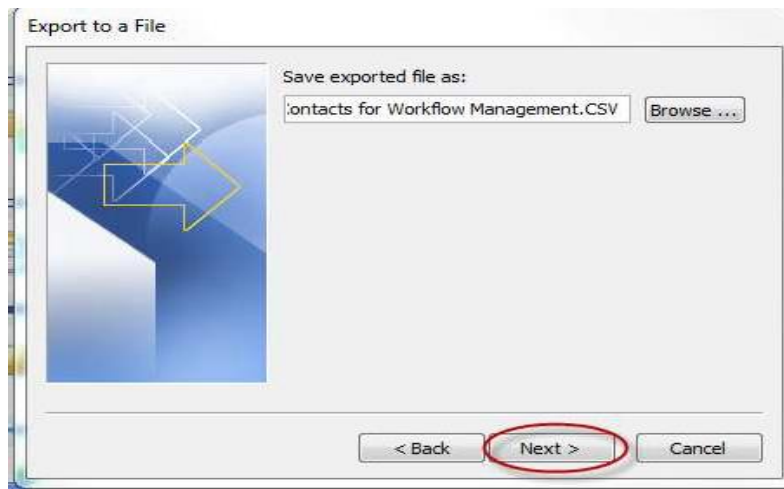 Export to a File
Save exported file as:
ontacts for Workflow Management.CSV
Browse ...
< Back
Next >
Cancel